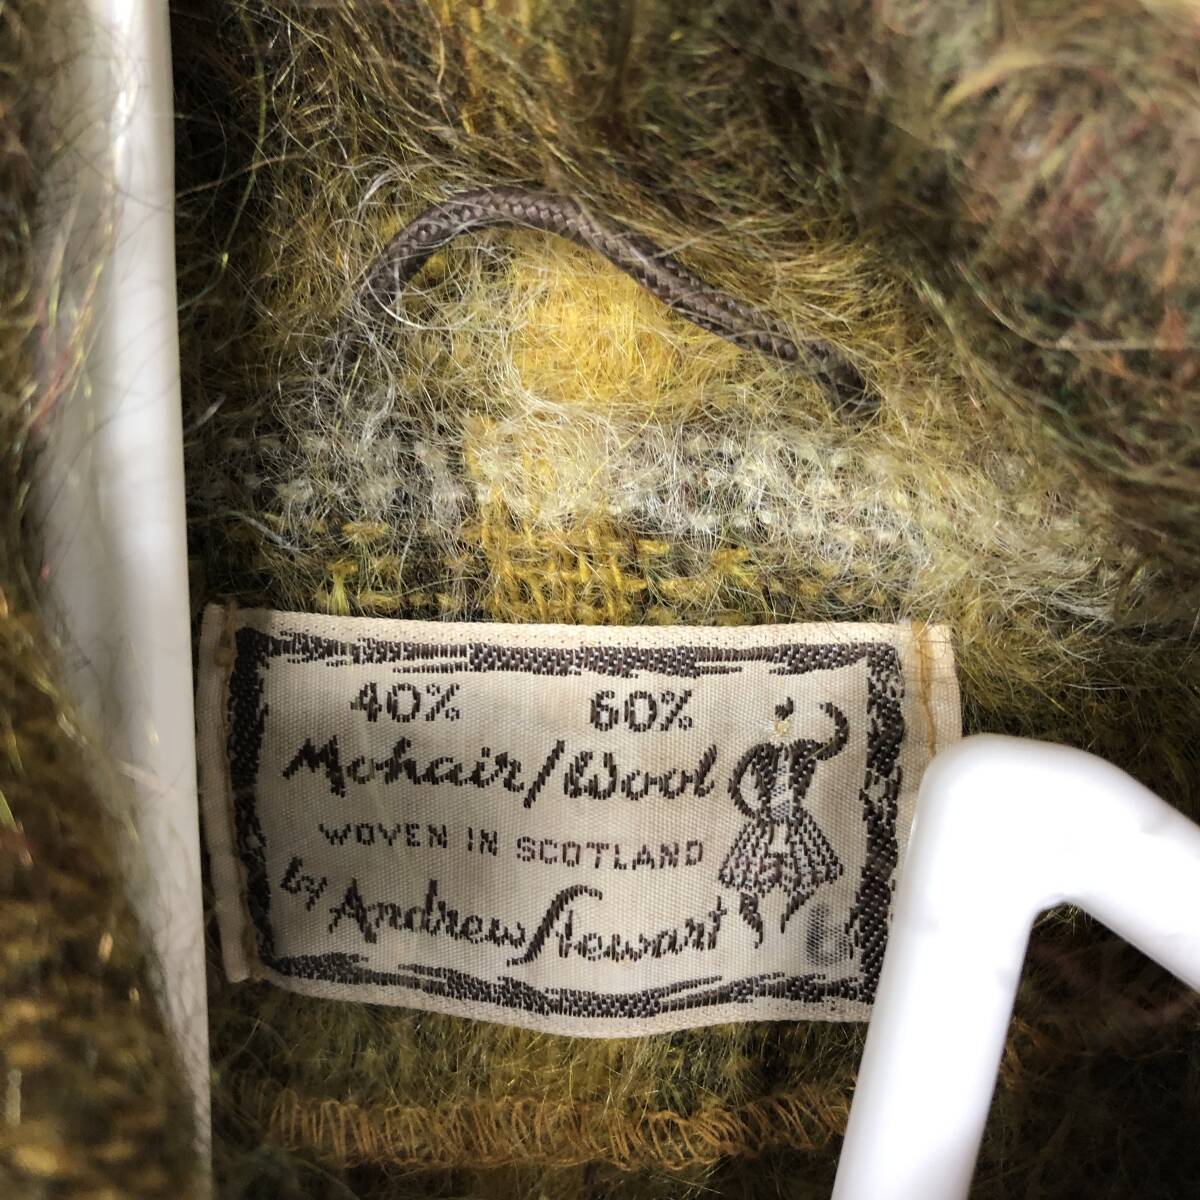 40% 60%
Mohair/Wool
WOVEN IN SCOTLAND
by Andrew Stewart